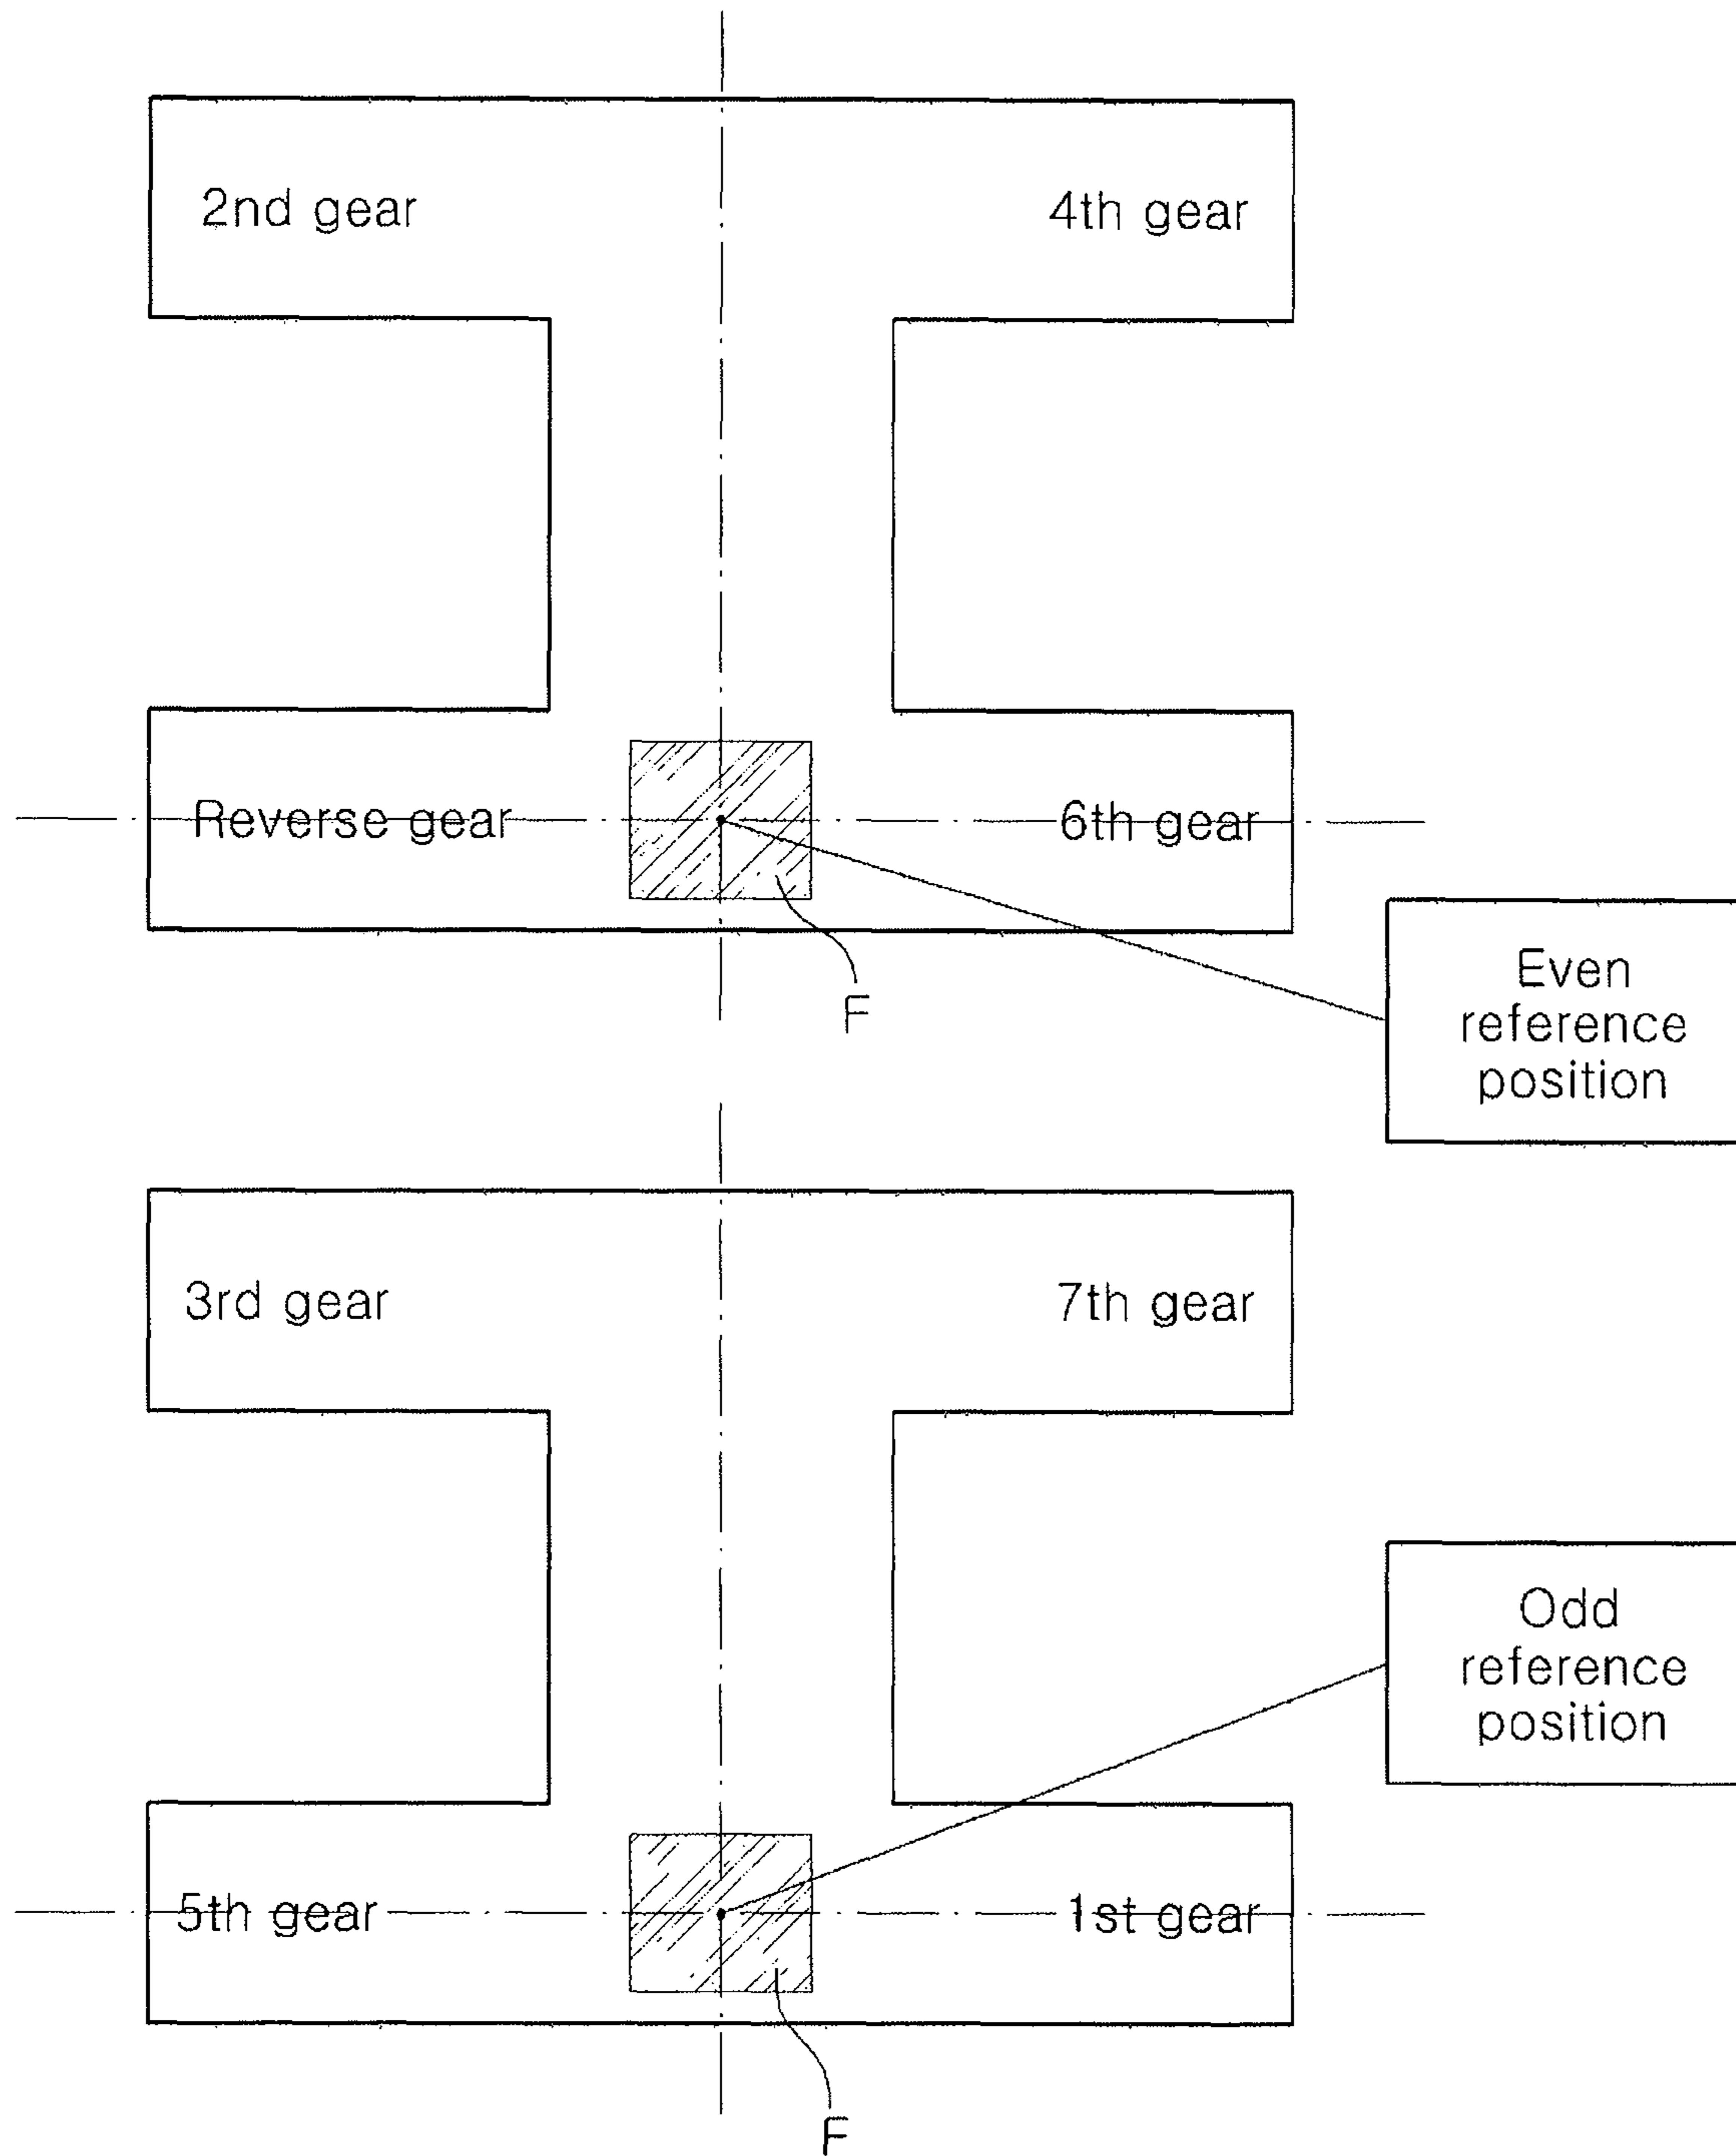 2nd gear
4th gear
Reverse gear
6th gear
F
Even
reference
position
3rd gear
7th gear
Odd
reference
position
5th gear
1st gear
F